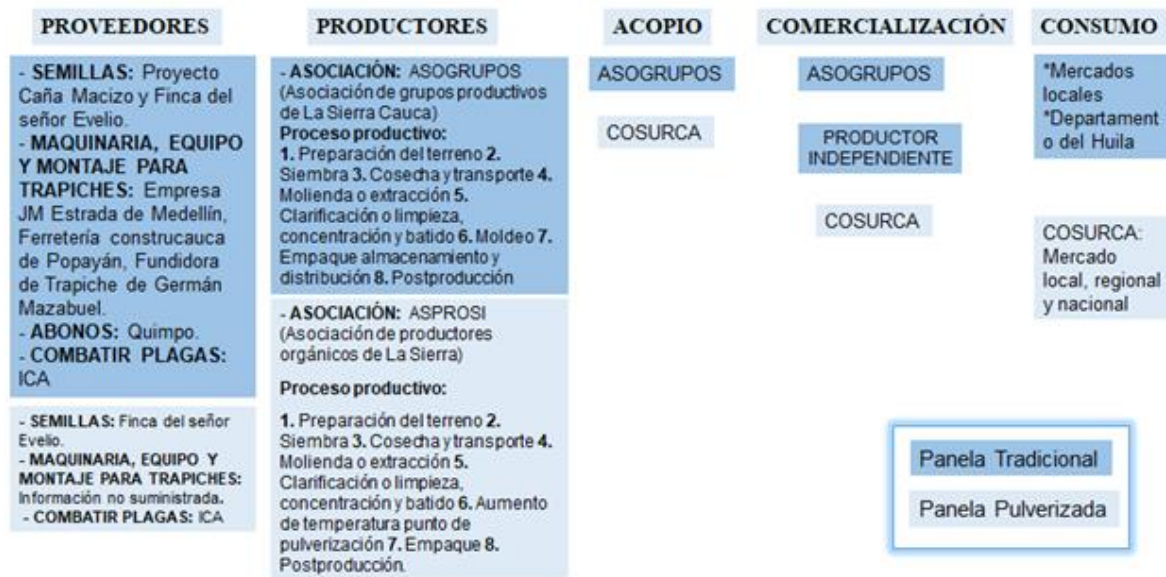 PROVEEDORES
- SEMILLAS: Proyecto
Caña Macizo y Finca del
señor Evelio.
- MAQUINARIA, EQUIPO
Y MONTAJE PARA
TRAPICHES: Empresa
JM Estrada de Medellín,
Ferretería construcauca
de Popayán, Fundidora
de Trapiche de Germán
Mazabuel.
- ABONOS: Quimpo.
- COMBATIR PLAGAS:
ICA
- SEMILLAS: Finca del señor
Evelio.
- MAQUINARIA, EQUIPO Y
MONTAJE PARA TRAPICHES:
Información no suministrada.
- COMBATIR PLAGAS: ICA
PRODUCTORES
- ASOCIACIÓN: ASOGRUPOS
(Asociación de grupos productivos
de La Sierra Cauca)
Proceso productivo:
1. Preparación del terreno 2.
Siembra 3. Cosecha y transporte 4.
Molienda o extracción 5.
Clarificación o limpieza,
concentración y batido 6. Moldeo 7.
Empaque almacenamiento y
distribución 8. Postproducción
- ASOCIACIÓN: ASPROSI
(Asociación de productores
orgánicos de La Sierra)
Proceso productivo:
1. Preparación del terreno 2.
Siembra 3. Cosecha y transporte 4.
Molienda o extracción 5.
Clarificación o limpieza,
concentración y batido 6. Aumento
de temperatura punto de
pulverización 7. Empaque 8.
Postproducción.
ACOPIO
ASOGRUPOS
COSURCA
COMERCIALIZACIÓN
ASOGRUPOS
PRODUCTOR
INDEPENDIENTE
COSURCA
CONSUMO
*Mercados
locales
*Departament
o del Huila
COSURCA:
Mercado
local, regional
y nacional
Panela Tradicional
Panela Pulverizada